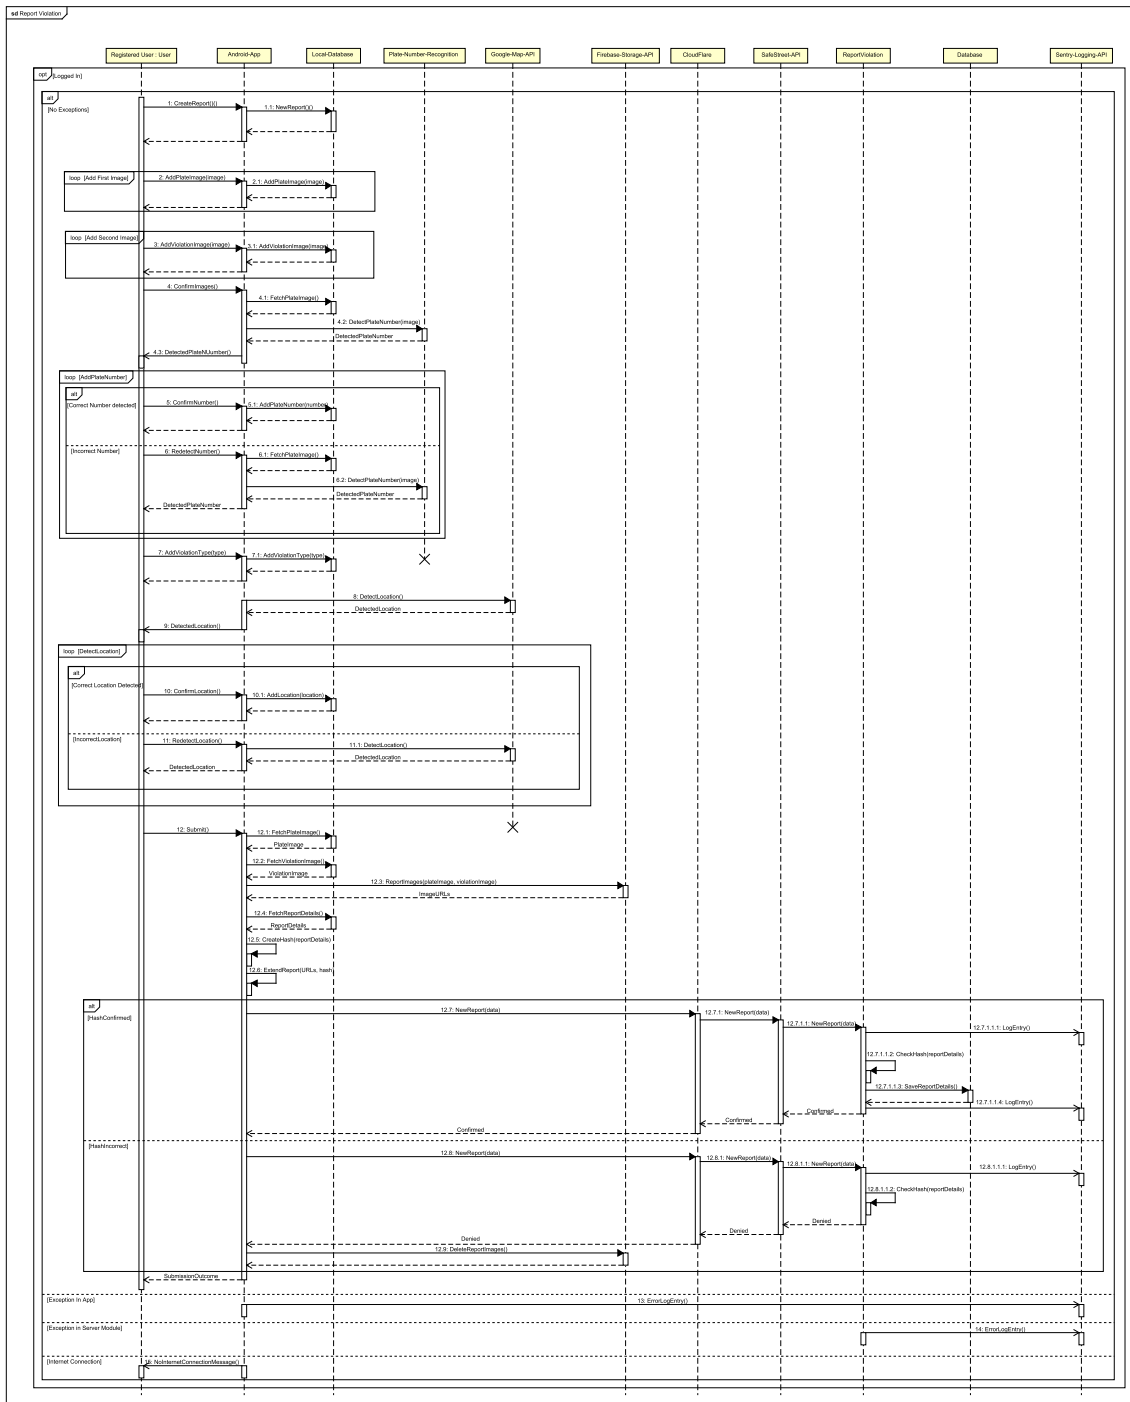 sd Report Violation
Registered User : User
Android-App
Local-Database
Plate-Number-Recognition
Google-Map-API
Firebase-Storage-API
CloudFlare
SafeStreet-API
ReportViolation
Database
Sentry-Logging-API
opt
[Logged In]
alt
[No Exceptions]
1: CreateReport()()
1.1: NewReport()()
loop [Add First Image]
2: AddPlateImage(image)
2.1: AddPlateImage(image)
loop [Add Second Image]
3: AddViolationImage(image)
3.1: AddViolationImage(image)
4: ConfirmImages()
4.1: FetchPlateImage()
4.2: DetectPlateNumber(image)
DetectedPlateNumber
4.3: DetectedPlateNUumber()
loop [AddPlateNumber]
alt
[Correct Number detected]
5: ConfirmNumber()
5.1: AddPlateNumber(number)
[Incorrect Number]
6: RedetectNumber()
6.1: FetchPlateImage()
6.2: DetectPlateNumber(image)
DetectedPlateNumber
DetectedPlateNumber
7: AddViolationType(type)
7.1: AddViolationType(type)
8: DetectLocation()
DetectedLocation
9: DetectedLocation()
loop [DetectLocation]
alt
[Correct Location Detected]
10: ConfirmLocation()
10.1: AddLocation(location)
[IncorrectLocation]
11: RedetectLocation()
11.1: DetectLocation()
DetectedLocation
DetectedLocation
12: Submit()
12.1: FetchPlateImage()
PlateImage
12.2: FetchViolationImage()
ViolationImage
12.3: ReportImages(plateImage, violationImage)
ImageURLs
12.4: FetchReportDetails()
ReportDetails
12.5: CreateHash(reportDetails)
12.6: ExtendReport(URLs, hash)
alt
[HashConfirmed]
12.7: NewReport(data)
12.7.1: NewReport(data)
12.7.1.1: NewReport(data)
12.7.1.1.1: LogEntry()
12.7.1.1.2: CheckHash(reportDetails)
12.7.1.1.3: SaveReportDetails()
12.7.1.1.4: LogEntry()
Confirmed
Confirmed
Confirmed
[HashIncorrect]
12.8: NewReport(data)
12.8.1: NewReport(data)
12.8.1.1: NewReport(data)
12.8.1.1.1: LogEntry()
12.8.1.1.2: CheckHash(reportDetails)
Denied
Denied
Denied
12.9: DeleteReportImages()
SubmissionOutcome
[Exception In App]
13: ErrorLogEntry()
[Exception in Server Module]
14: ErrorLogEntry()
[Internet Connection]
15: NoInternetConnectionMessage()